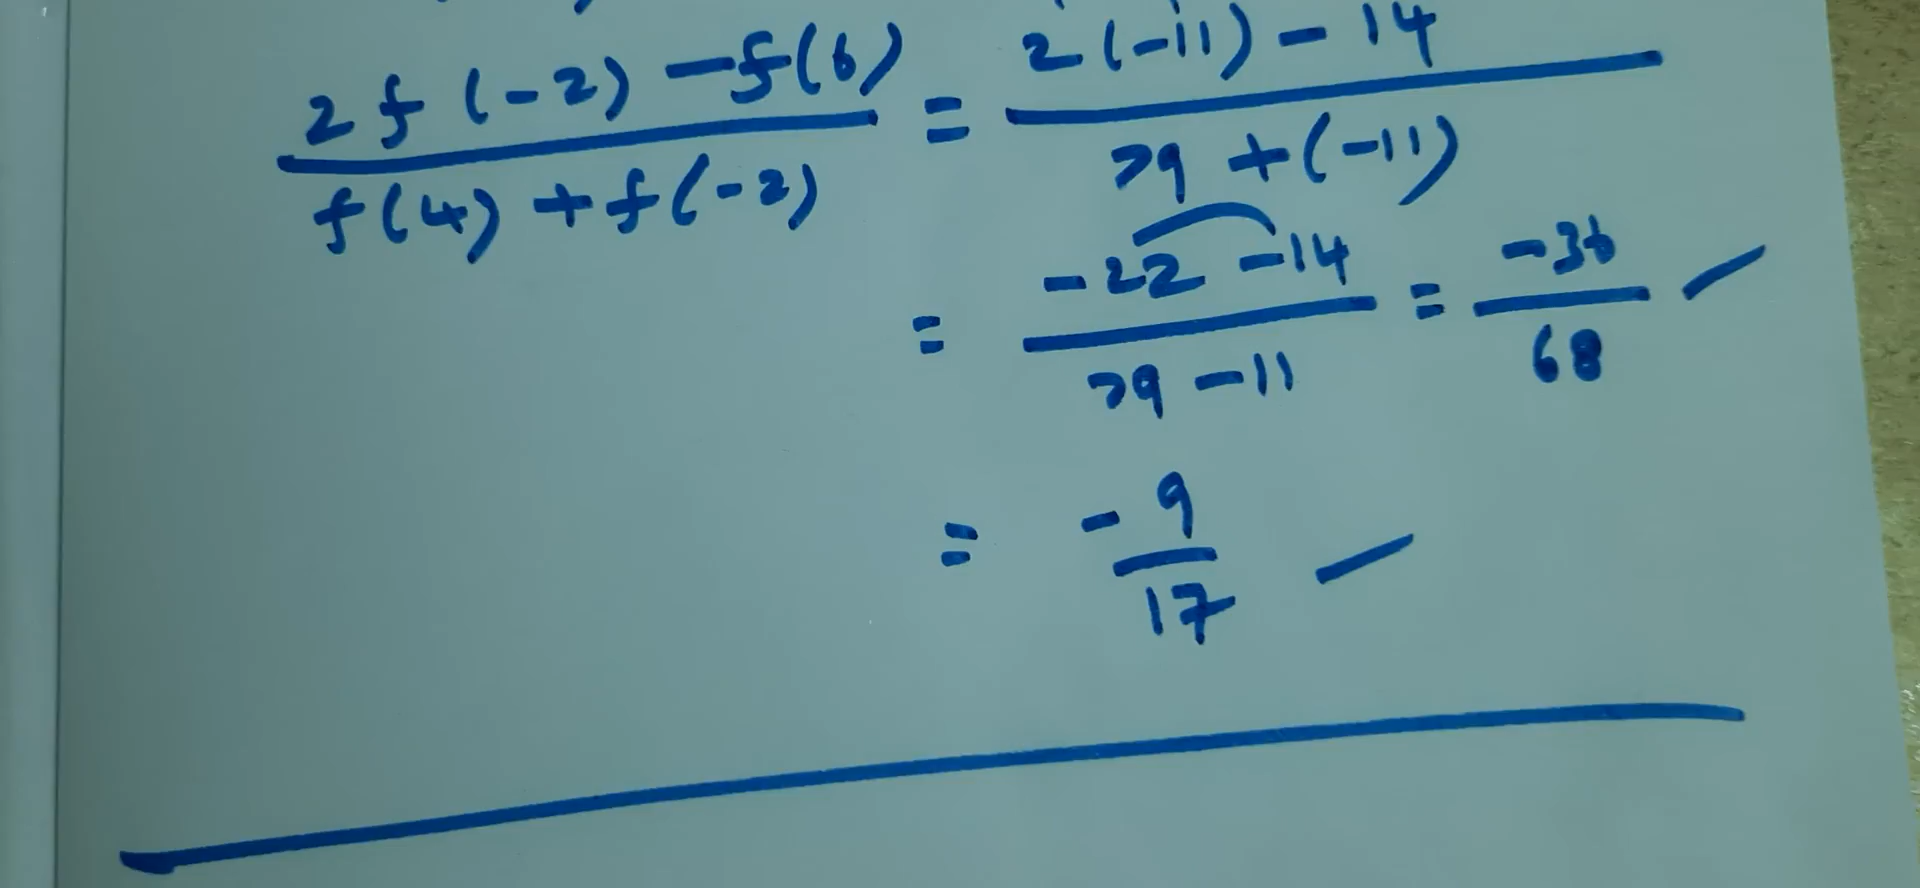 2f(-2) - f(6) / f(4) + f(-2) = 2(-11) - 14 / 79 + (-11)
= -22 - 14 / 79 - 11 = -36 / 68
= -9 / 17